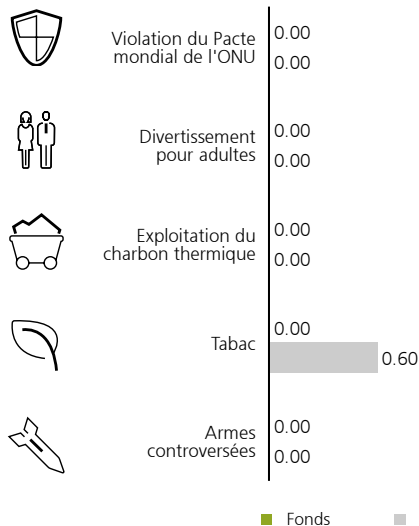 Violation du Pacte
mondial de l'ONU
0.00
0.00
Divertissement
pour adultes
0.00
0.00
Exploitation du
charbon thermique
0.00
0.00
Tabac
0.00
0.60
Armes
controversées
0.00
0.00
Fonds